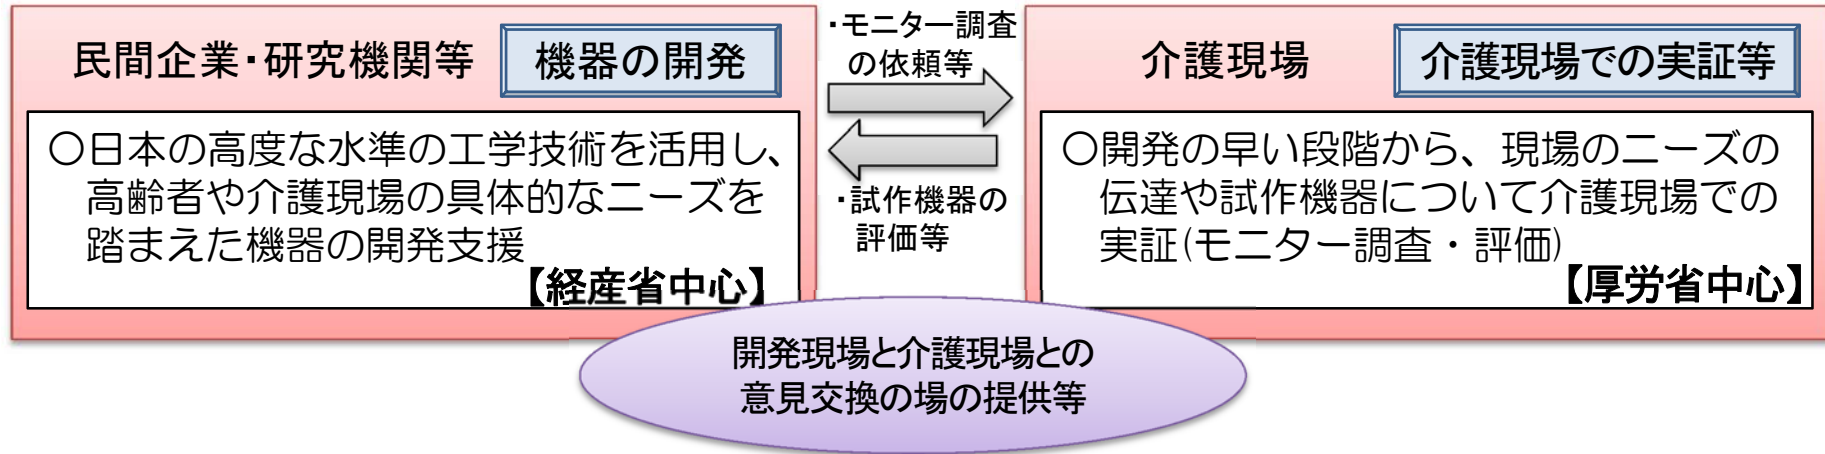 民間企業・研究機関等
機器の開発
〇日本の高度な水準の工学技術を活用し、
高齢者や介護現場の具体的なニーズを
踏まえた機器の開発支援
【経産省中心】
・モニター調査
の依頼等
・試作機器の
評価等
介護現場
介護現場での実証等
〇開発の早い段階から、現場のニーズの
伝達や試作機器について介護現場での
実証(モニター調査・評価)
【厚労省中心】
開発現場と介護現場との
意見交換の場の提供等